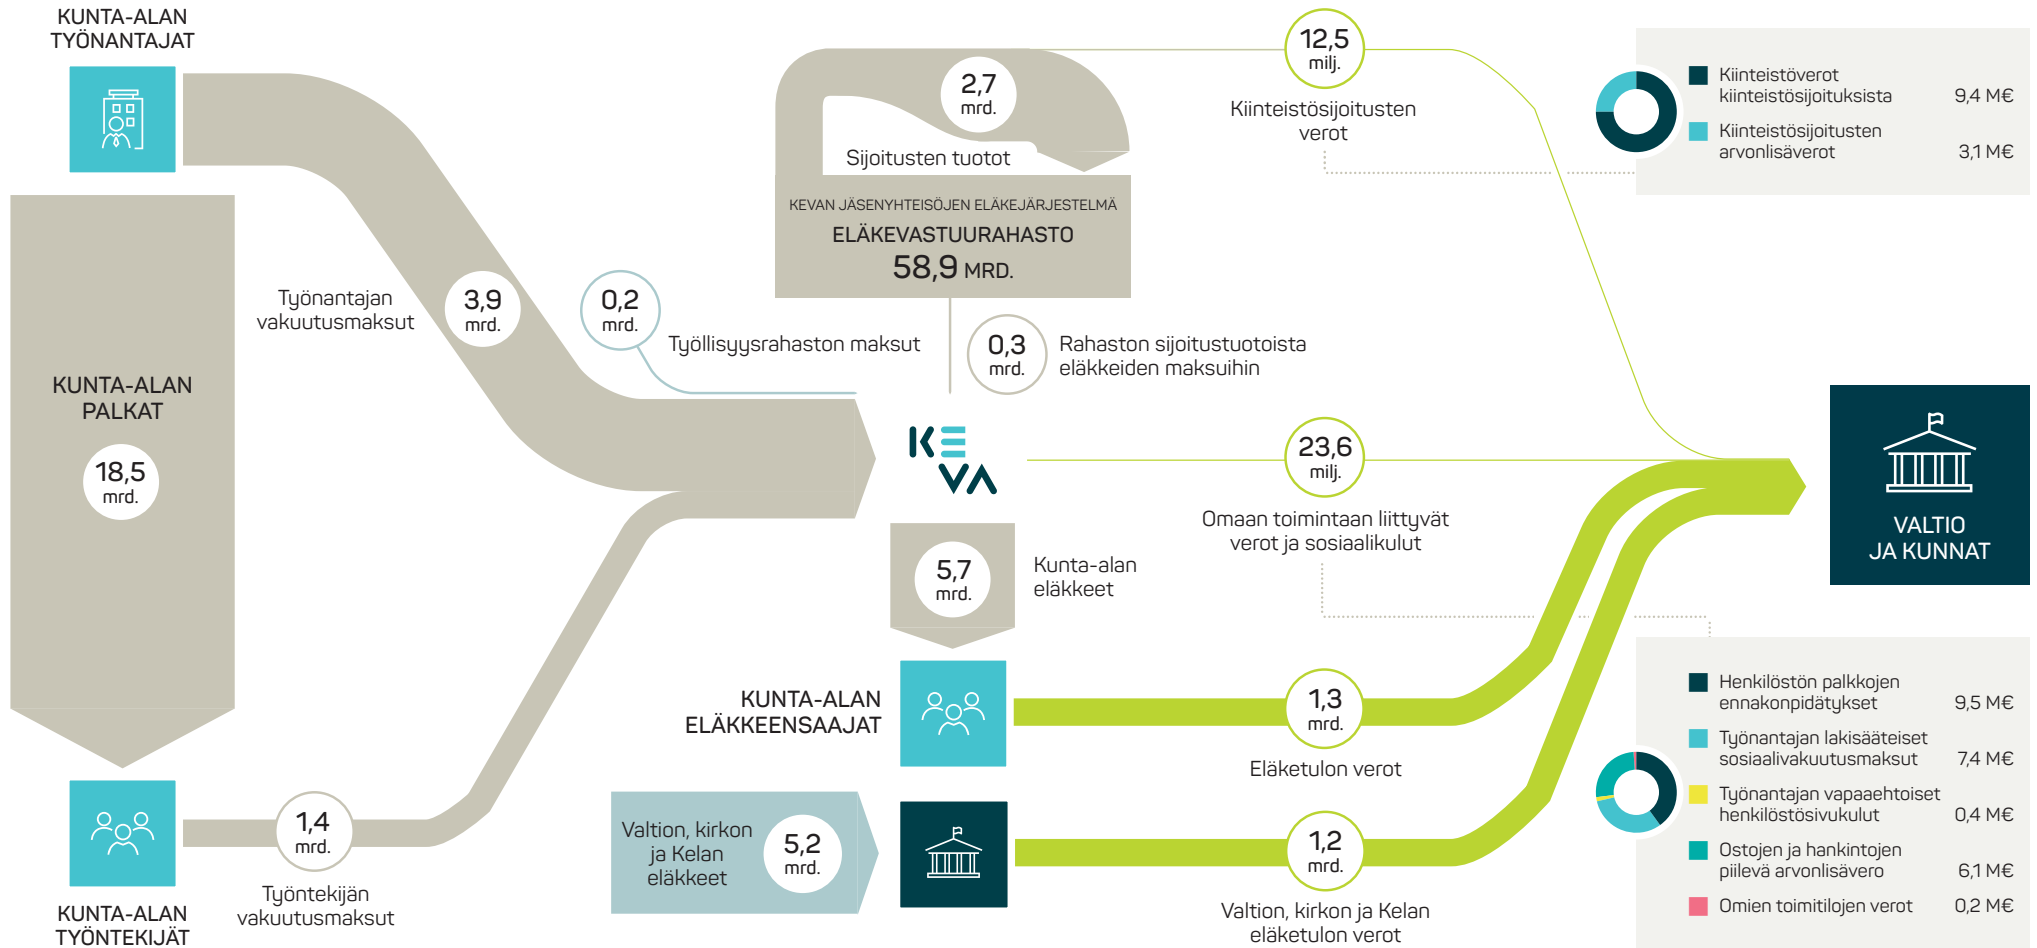 KUNTA-ALAN
TYÖNANTAJAT
KUNTA-ALAN
PALKAT
18,5
mrd.
KUNTA-ALAN
TYÖNTEKIJÄT
Työnantajan
vakuutusmaksut
3,9
mrd.
1,4
mrd.
Työntekijän
vakuutusmaksut
0,2
mrd.
Työllisyysrahaston maksut
2,7
mrd.
Sijoitusten tuotot
KEVAN JÄSENYHTEISÖJEN ELÄKEJÄRJESTELMÄ
ELÄKEVASTUURAHASTO
58,9 MRD.
0,3
mrd.
Rahaston sijoitustuotoista
eläkkeiden maksuihin
KEVA
5,7
mrd.
Kunta-alan
eläkkeet
KUNTA-ALAN
ELÄKKEENSAAJAT
Valtion, kirkon
ja Kelan
eläkkeet
5,2
mrd.
12,5
milj.
Kiinteistösijoitusten
verot
23,6
milj.
Omaan toimintaan liittyvät
verot ja sosiaalikulut
1,3
mrd.
Eläketulon verot
1,2
mrd.
Valtion, kirkon ja Kelan
eläketulon verot
Kiinteistöverot
kiinteistösijoituksista 9,4 M€
Kiinteistösijoitusten
arvonlisäverot 3,1 M€
VALTIO
JA KUNNAT
Henkilöstön palkkojen
ennakonpidätykset 9,5 M€
Työnantajan lakisääteiset
sosiaalivakuutusmaksut 7,4 M€
Työnantajan vapaaehtoiset
henkilöstösivukulut 0,4 M€
Ostojen ja hankintojen
piilevä arvonlisävero 6,1 M€
Omien toimitilojen verot 0,2 M€